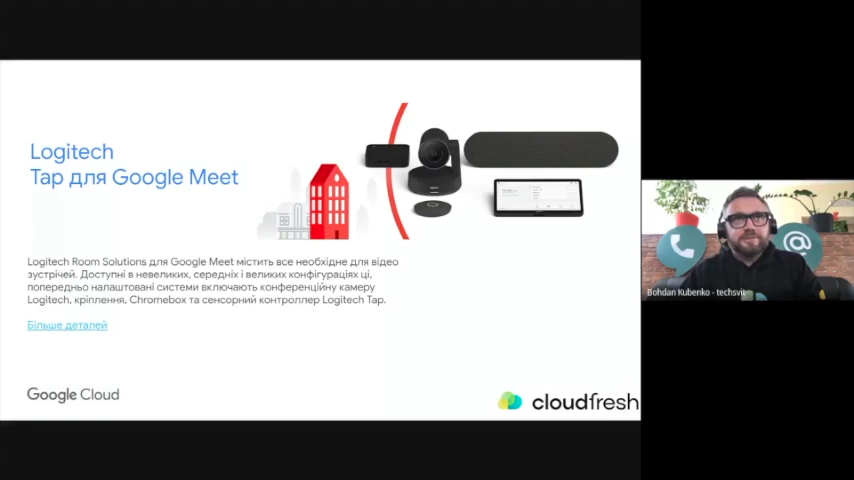 Logitech
Tap для Google Meet
Logitech Room Solutions для Google Meet містить все необхідне для відео
зустрічей. Доступні в невеликих, середніх і великих конфігураціях ці,
попередньо налаштовані системи включають конференційну камеру
Logitech, кріплення, Chromebox та сенсорний контроллер Logitech Tap.
Більше деталей
Google Cloud
cloudfresh
Bohdan Kubenko - techsvit